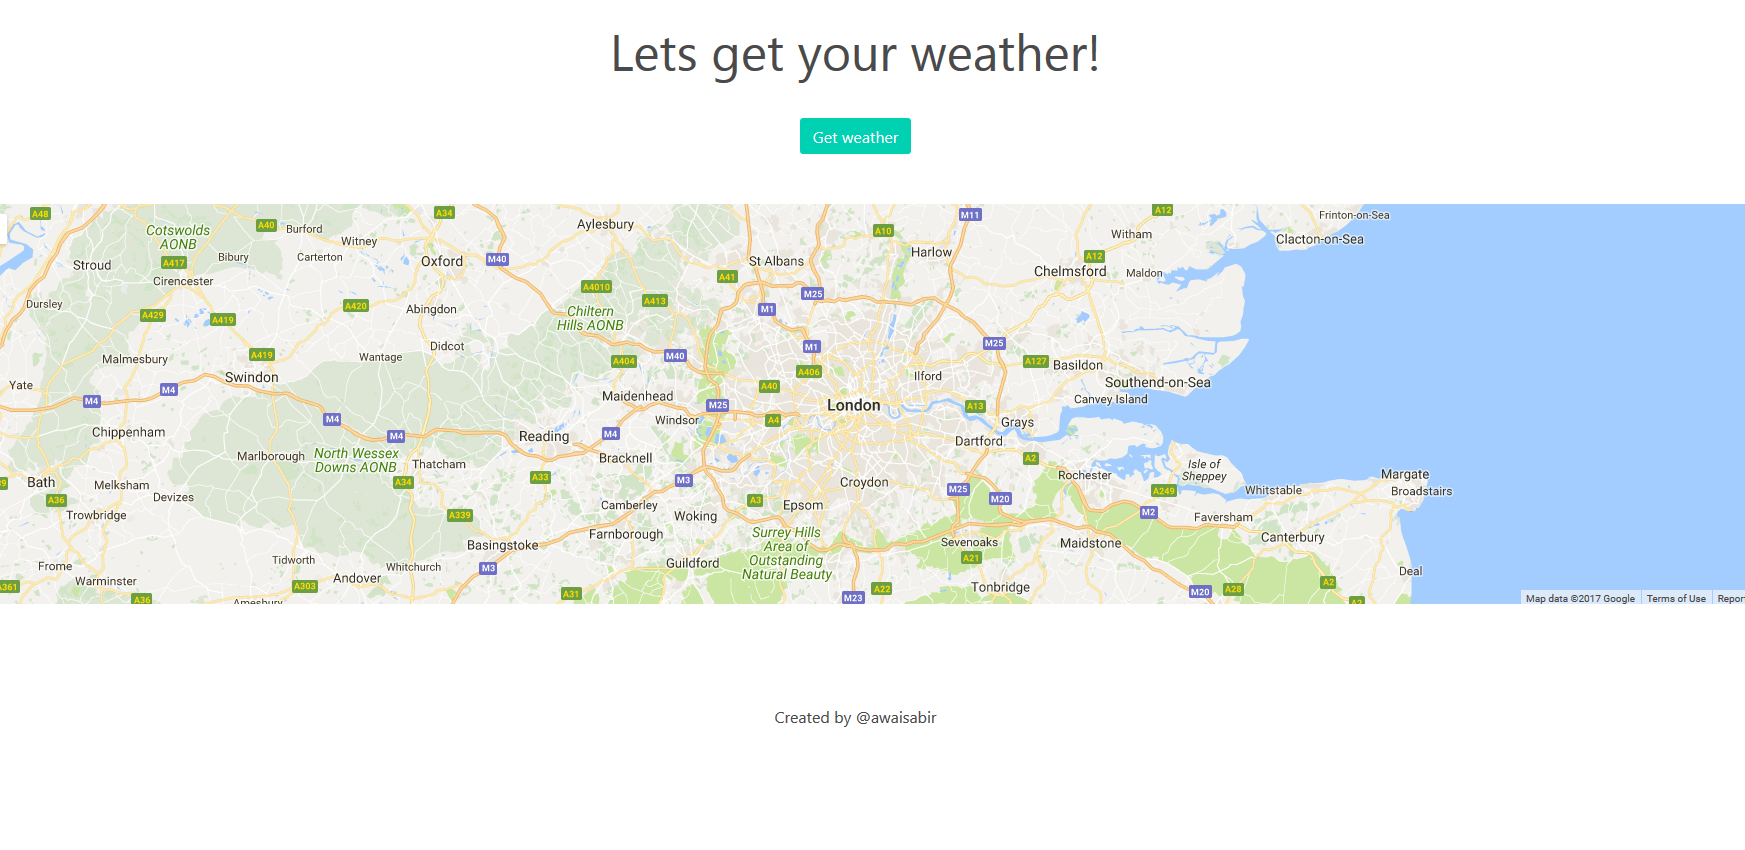 Lets get your weather!
Get weather
A48
A34
M11
A12
Frinton-on-Sea
Cotswolds
AONB
A40
Burford
Aylesbury
A10
Witham
Clacton-on-Sea
Witney
Harlow
A417
Bibury
Carterton
Oxford
M40
St Albans
A12
Stroud
Cirencester
A41
Chelmsford
Maldon
A4010
A413
M25
Dursley
A429
A419
A420
Abingdon
Chiltern
Hills AONB
M1
Didcot
M1
M25
Malmesbury
A419
Wantage
A404
M40
A406
A127
Basildon
Yate
Swindon
M4
A40
Ilford
Southend-on-Sea
M4
Maidenhead
M25
London
A13
Canvey Island
M4
Windsor
A4
Grays
Chippenham
M4
Reading
M4
Dartford
Marlborough
North Wessex
Downs AONB
Thatcham
Bracknell
A2
Isle of
Sheppey
Bath
Melksham
A34
A33
M3
Croydon
Rochester
Margate
A36
Devizes
A3
Epsom
M25
M20
A249
Whitstable
Broadstairs
Trowbridge
A339
Camberley
Woking
M2
Faversham
Basingstoke
Farnborough
Surrey Hills
Area of
Outstanding
Natural Beauty
Sevenoaks
Maidstone
Canterbury
Frome
Tidworth
Whitchurch
M3
Guildford
A21
Deal
A361
Warminster
A303
Andover
A31
M23
A22
Tonbridge
M20
A28
A2
A36
Amesbury
A2
Map data ©2017 Google
Terms of Use
Repor
Created by @awaisabir